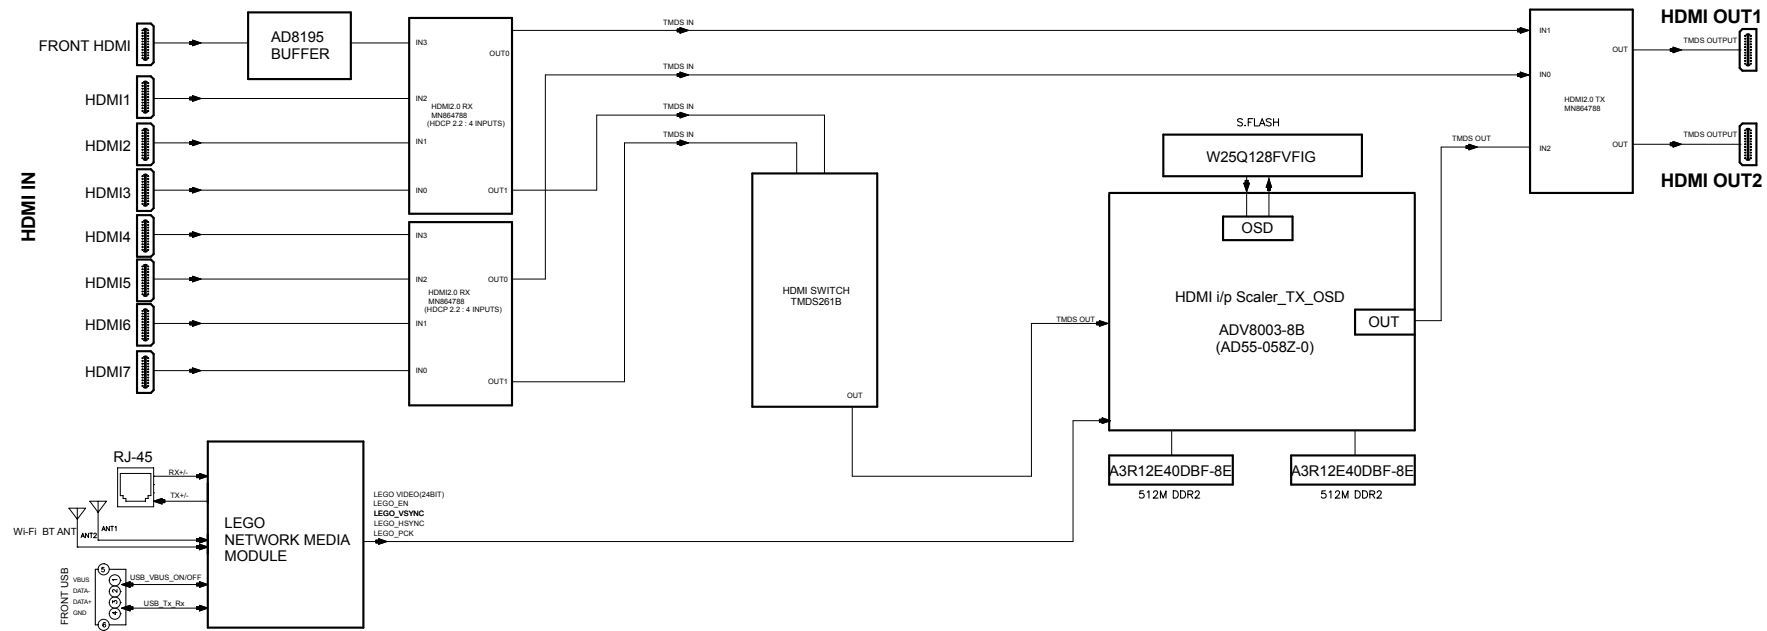 HDMI IN
FRONT HDMI
HDMI1
HDMI2
HDMI3
HDMI4
HDMI5
HDMI6
HDMI7
AD8195
BUFFER
IN3
OUT0
IN2
HDMI2.0 RX
MN864788
(HDCP 2.2 : 4 INPUTS)
IN1
IN0
OUT1
IN3
IN2
OUT0
HDMI2.0 RX
MN864788
(HDCP 2.2 : 4 INPUTS)
IN1
IN0
OUT1
TMDS IN
TMDS IN
TMDS IN
TMDS IN
HDMI SWITCH
TMDS261B
OUT
TMDS OUT
S.FLASH
W25Q128FVFIG
OSD
HDMI i/p Scaler_TX_OSD
ADV8003-8B
(AD55-058Z-0)
OUT
A3R12E40DBF-8E
512M DDR2
A3R12E40DBF-8E
512M DDR2
TMDS OUT
IN1
OUT
IN0
HDMI2.0 TX
MN864788
IN2
OUT
TMDS OUTPUT
TMDS OUTPUT
HDMI OUT1
HDMI OUT2
RJ-45
RX+/-
TX+/-
Wi-Fi BT ANT
ANT1
ANT2
FRONT USB
5
VBUS
1
DATA-
2
DATA+
3
GND
4
6
USB_VBUS_ON/OFF
USB_Tx_Rx
LEGO
NETWORK MEDIA
MODULE
LEGO VIDEO(24BIT)
LEGO_EN
LEGO_VSYNC
LEGO_HSYNC
LEGO_PCK